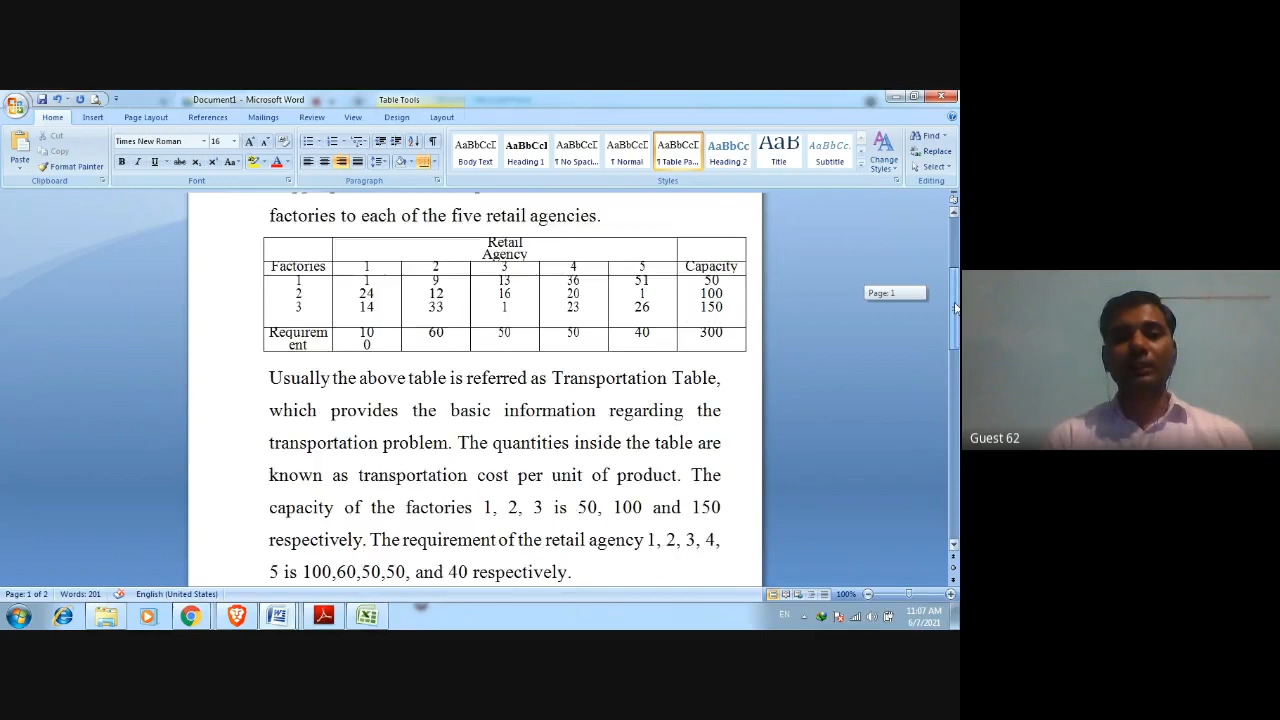 Document1 - Microsoft Word
Table Tools
Home Insert Page Layout References Mailings Review View Design Layout
Paste
Cut
Copy
Format Painter
Times New Roman 16
AaBbCcI AaBbCcI AaBbCcI AaBbCcI AaBbCcI AaBbCc AaB AaBbCc.
Body Text Heading 1 ¶ No Spaci... ¶ Normal ¶ Table Pa... Heading 2 Title Subtitle
Change Styles
Find
Replace
Select
Clipboard Font Paragraph Styles Editing
factories to each of the five retail agencies.
Retail
Agency
Factories 1 2 3 4 5 Capacity
1 1 9 13 36 51 50
2 24 12 16 20 1 100
3 14 33 1 23 26 150
Requirem 10 60 50 50 40 300
ent 0
Usually the above table is referred as Transportation Table,
which provides the basic information regarding the
transportation problem. The quantities inside the table are
known as transportation cost per unit of product. The
capacity of the factories 1, 2, 3 is 50, 100 and 150
respectively. The requirement of the retail agency 1, 2, 3, 4,
5 is 100,60,50,50, and 40 respectively.
Page: 1
Guest 62
Page: 1 of 2 Words: 201 English (United States) 100%
EN
11:07 AM
6/7/2021